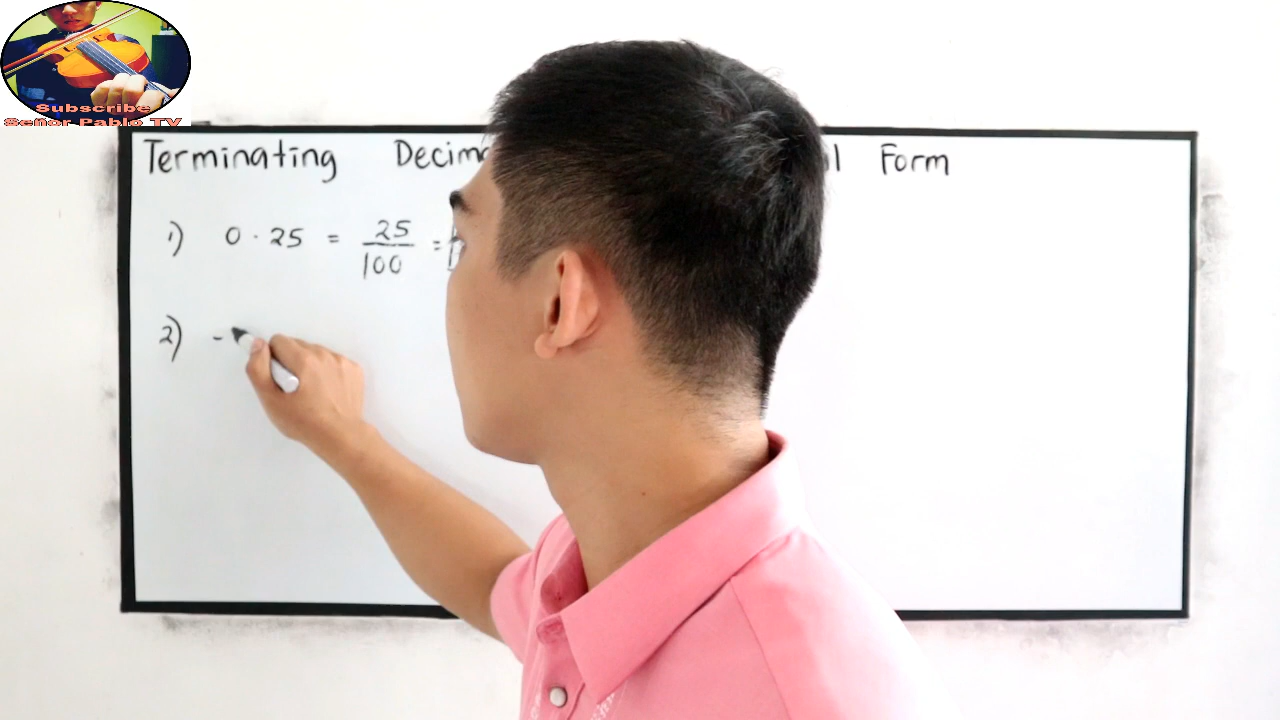 Subscribe
Señor Pablo TV
Terminating Decim Form
1) 0.25 = 25/100 =
2) -